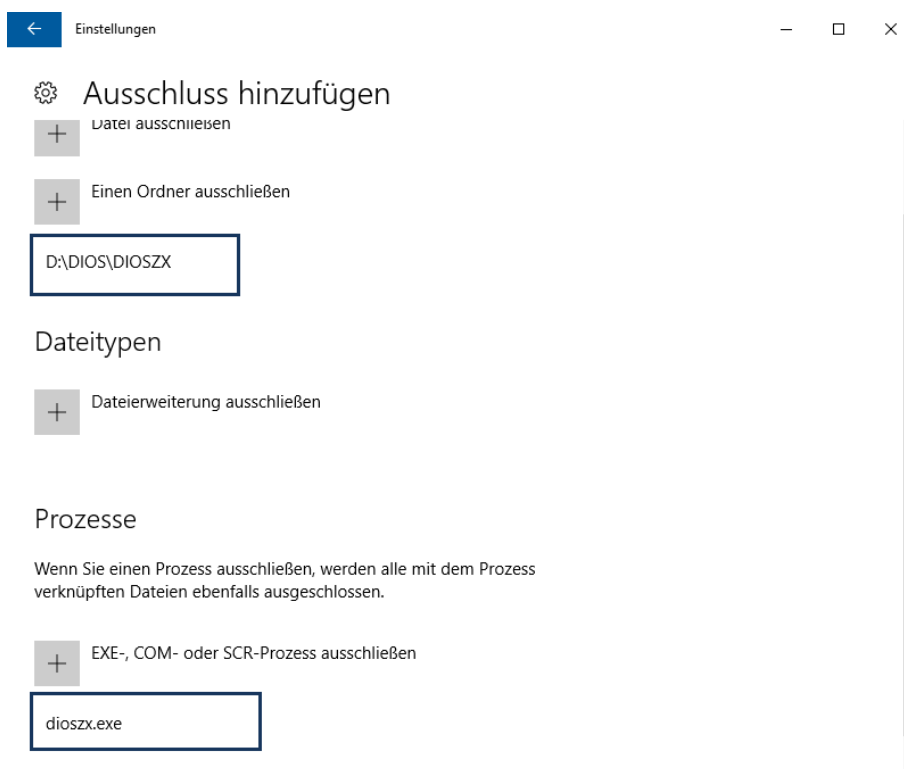 Einstellungen
Ausschluss hinzufügen
Datei ausschließen
Einen Ordner ausschließen
D:\DIOS\DIOSZX
Dateitypen
Dateierweiterung ausschließen
Prozesse
Wenn Sie einen Prozess ausschließen, werden alle mit dem Prozess
verknüpften Dateien ebenfalls ausgeschlossen.
EXE-, COM- oder SCR-Prozess ausschließen
dioszx.exe